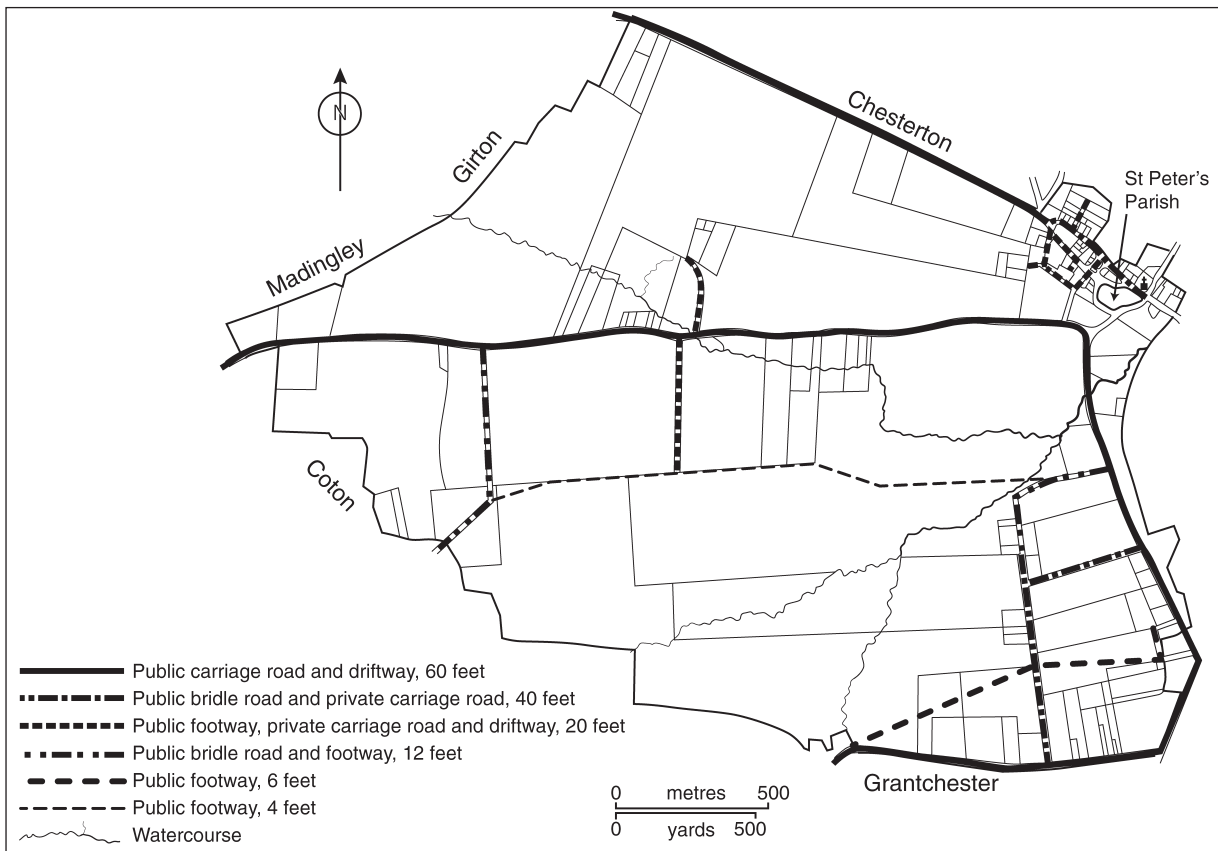 Chesterton
N
Girton
St Peter's
Parish
Madingley
Coton
Public carriage road and driftway, 60 feet
Public bridle road and private carriage road, 40 feet
Public footway, private carriage road and driftway, 20 feet
Public bridle road and footway, 12 feet
Public footway, 6 feet
Public footway, 4 feet
Watercourse
Grantchester
0 metres 500
0 yards 500